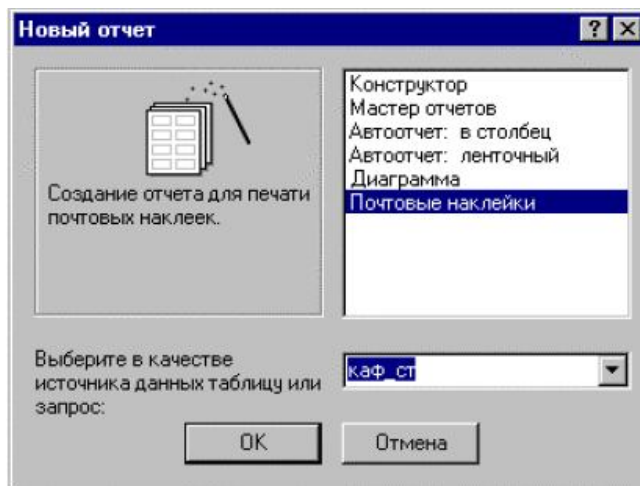 Новый отчет
Создание отчета для печати
почтовых наклеек.
Конструктор
Мастер отчетов
Автоотчет: в столбец
Автоотчет: ленточный
Диаграмма
Почтовые наклейки
Выберите в качестве
источника данных таблицу или
запрос:
каф_ст
OK
Отмена